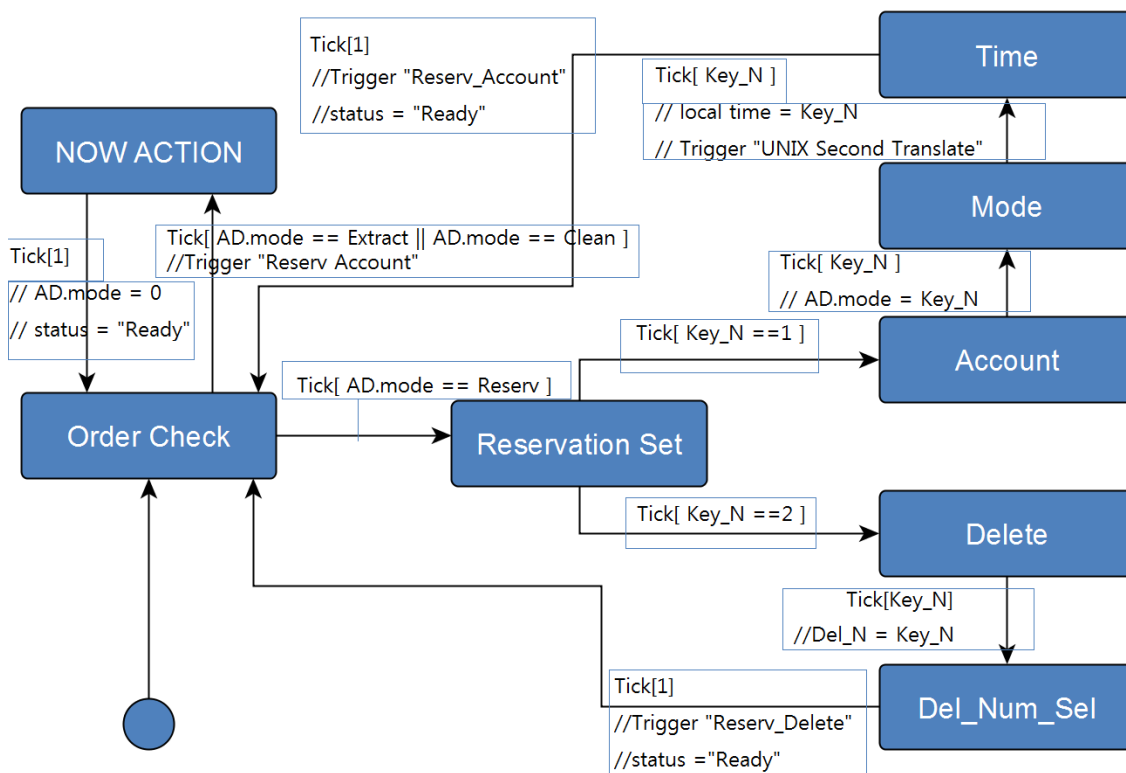 Tick[1]
//Trigger "Reserv_Account"
//status = "Ready"
Time
Tick[ Key_N ]
// local time = Key_N
// Trigger "UNIX Second Translate"
NOW ACTION
Mode
Tick[1]
// AD.mode = 0
// status = "Ready"
Tick[ AD.mode == Extract || AD.mode == Clean ]
//Trigger "Reserv Account"
Tick[ Key_N ]
// AD.mode = Key_N
Tick[ Key_N ==1 ]
Account
Tick[ AD.mode == Reserv ]
Order Check
Reservation Set
Tick[ Key_N ==2 ]
Delete
Tick[Key_N]
//Del_N = Key_N
Tick[1]
//Trigger "Reserv_Delete"
//status ="Ready"
Del_Num_Sel